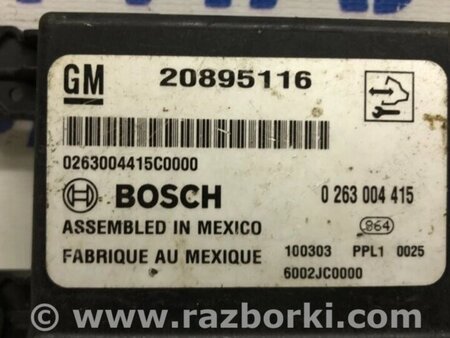 GM 20895116
0263004415C0000
BOSCH 0 263 004 415
ASSEMBLED IN MEXICO 864
FABRIQUE AU MEXIQUE 100303 PPL1 0025
6002JC0000
© www.razborki.com